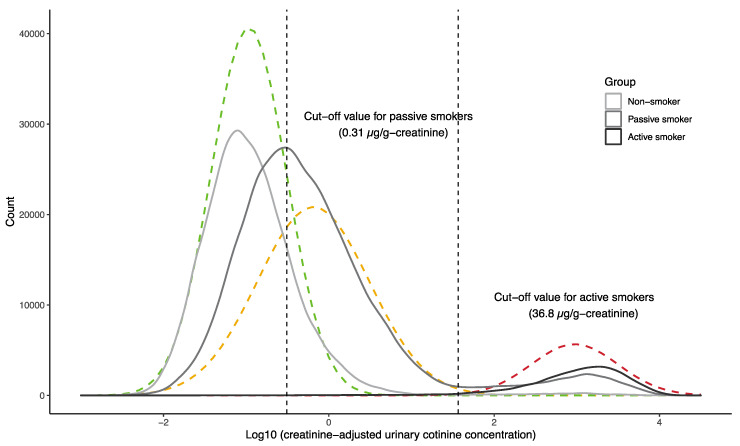 40000
30000
20000
10000
0
Count
−2
0
2
4
Log10 (creatinine−adjusted urinary cotinine concentration)
Cut−off value for passive smokers
(0.31 µg/g−creatinine)
Group
Non−smoker
Passive smoker
Active smoker
Cut−off value for active smokers
(36.8 µg/g−creatinine)